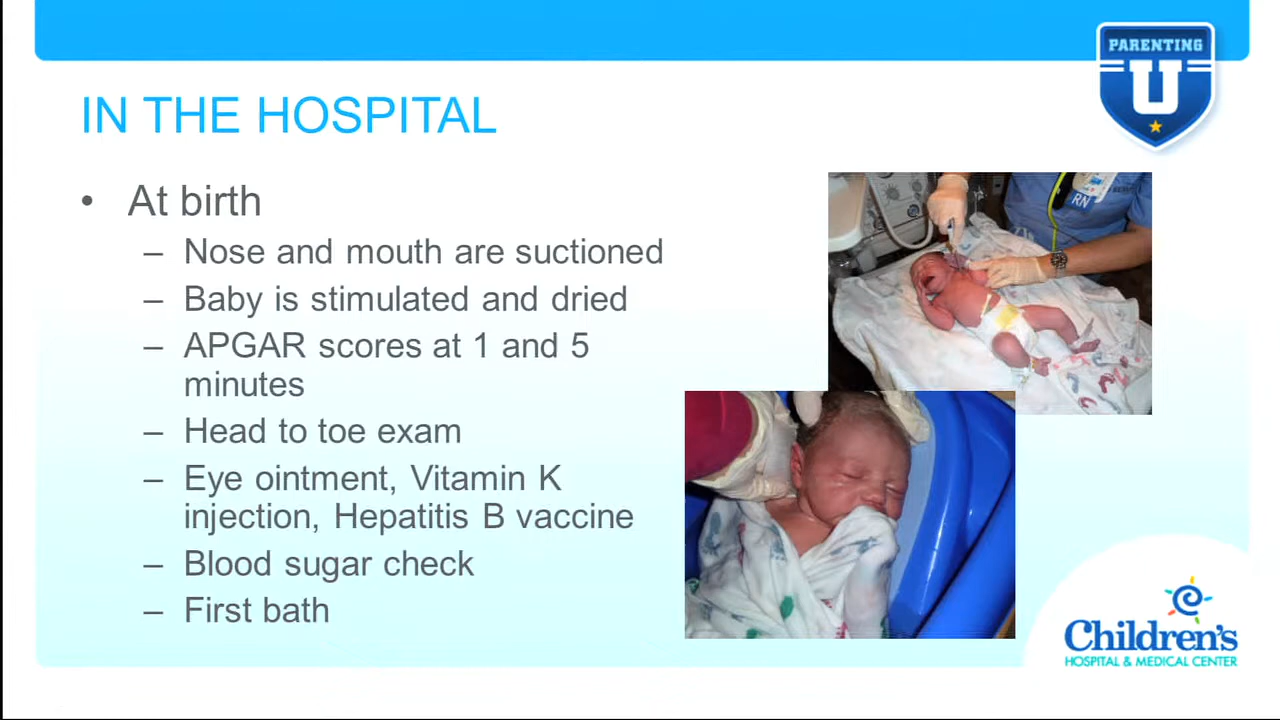 PARENTING
U
IN THE HOSPITAL
• At birth
– Nose and mouth are suctioned
– Baby is stimulated and dried
– APGAR scores at 1 and 5
minutes
– Head to toe exam
– Eye ointment, Vitamin K
injection, Hepatitis B vaccine
– Blood sugar check
– First bath
RN
Children's
HOSPITAL & MEDICAL CENTER